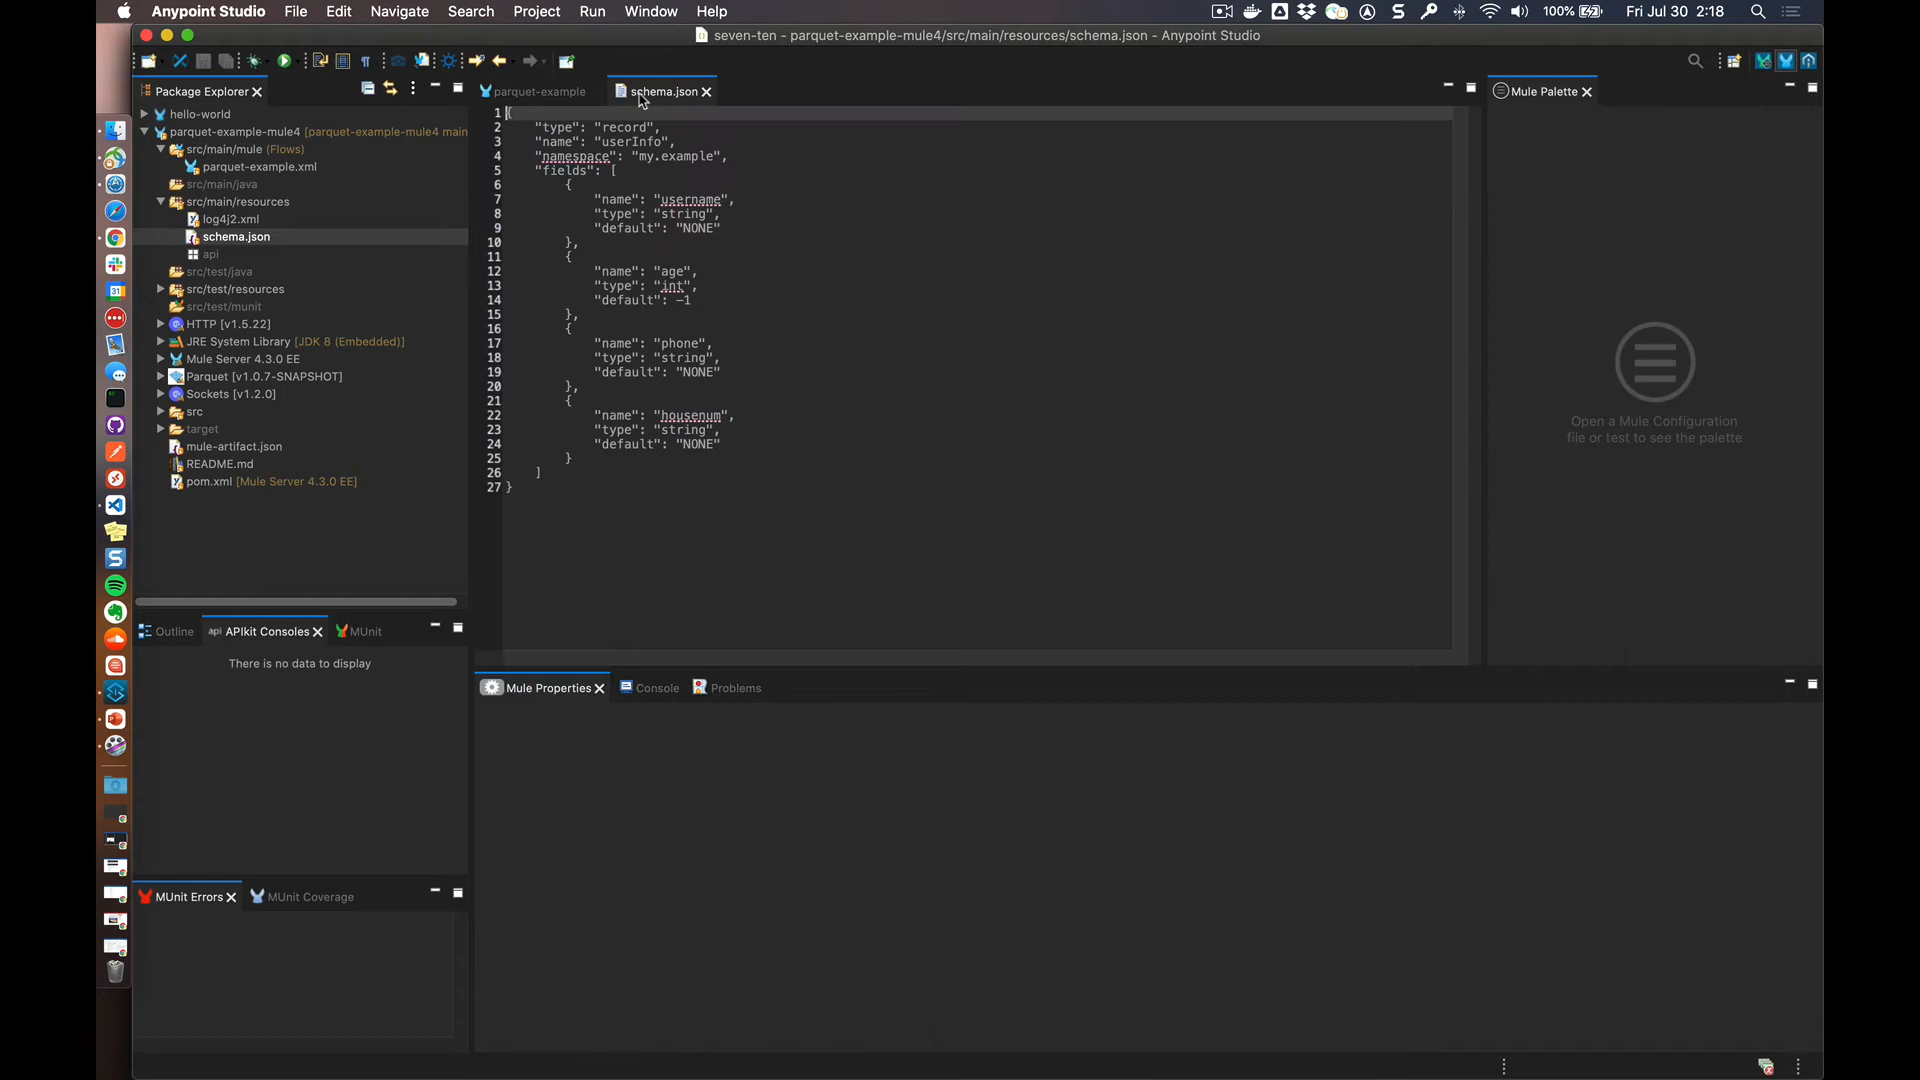 Anypoint Studio File Edit Navigate Search Project Run Window Help 100% Fri Jul 30 2:18
seven-ten - parquet-example-mule4/src/main/resources/schema.json - Anypoint Studio
Package Explorer
hello-world
parquet-example-mule4 [parquet-example-mule4 main
src/main/mule (Flows)
parquet-example.xml
src/main/java
src/main/resources
log4j2.xml
schema.json
api
src/test/java
src/test/resources
src/test/munit
HTTP [v1.5.22]
JRE System Library [JDK 8 (Embedded)]
Mule Server 4.3.0 EE
Parquet [v1.0.7-SNAPSHOT]
Sockets [v1.2.0]
src
target
mule-artifact.json
README.md
pom.xml [Mule Server 4.3.0 EE]
parquet-example schema.json
1 {
2 "type": "record",
3 "name": "userInfo",
4 "namespace": "my.example",
5 "fields": [
6 {
7 "name": "username",
8 "type": "string",
9 "default": "NONE"
10 },
11 {
12 "name": "age",
13 "type": "int",
14 "default": -1
15 },
16 {
17 "name": "phone",
18 "type": "string",
19 "default": "NONE"
20 },
21 {
22 "name": "housenum",
23 "type": "string",
24 "default": "NONE"
25 }
26 ]
27 }
Mule Palette
Open a Mule Configuration
file or test to see the palette
Outline api APIkit Consoles MUnit
There is no data to display
Mule Properties Console Problems
MUnit Errors MUnit Coverage